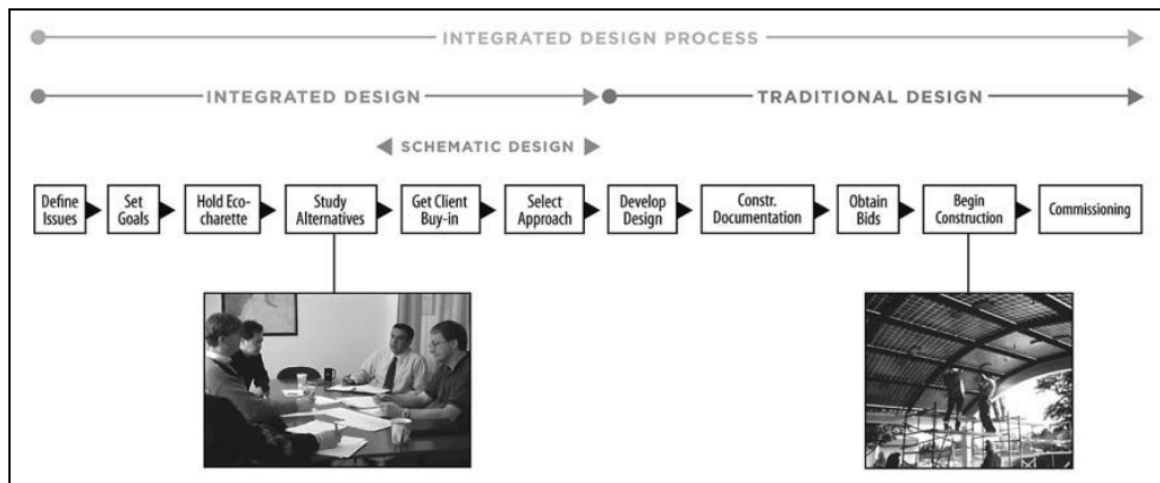 INTEGRATED DESIGN PROCESS
INTEGRATED DESIGN
TRADITIONAL DESIGN
SCHEMATIC DESIGN
Define
Issues
Set
Goals
Hold Eco-
charette
Study
Alternatives
Get Client
Buy-in
Select
Approach
Develop
Design
Constr.
Documentation
Obtain
Bids
Begin
Construction
Commissioning